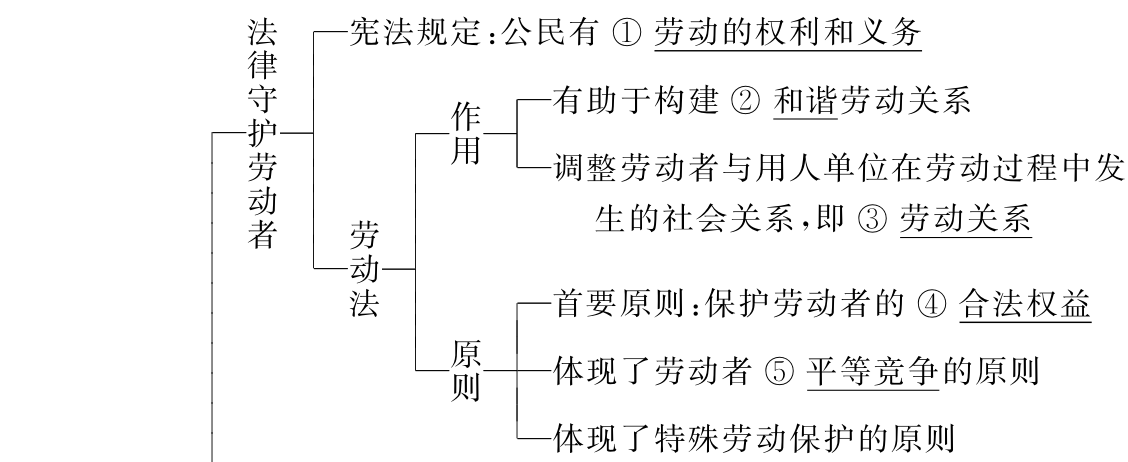 法律守护劳动者
宪法规定:公民有 ① 劳动的权利和义务
劳动法
作用
有助于构建 ② 和谐劳动关系
调整劳动者与用人单位在劳动过程中发
生的社会关系,即 ③ 劳动关系
原则
首要原则:保护劳动者的 ④ 合法权益
体现了劳动者 ⑤ 平等竞争的原则
体现了特殊劳动保护的原则